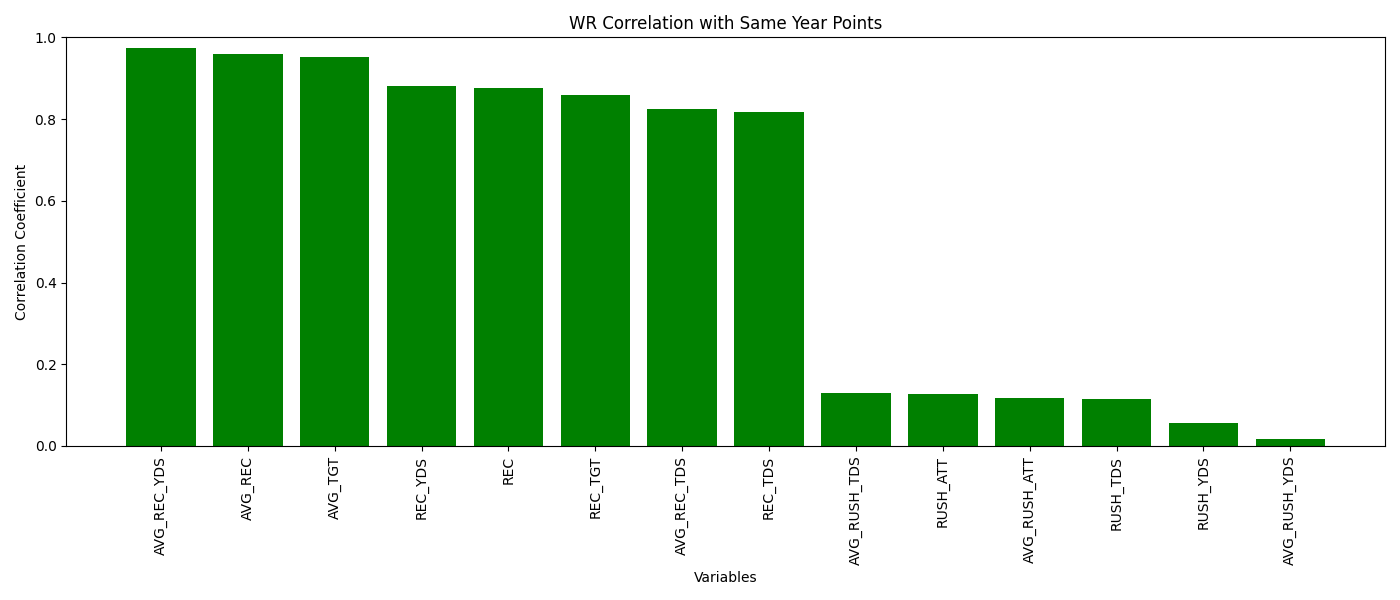 WR Correlation with Same Year Points
Correlation Coefficient
1.0
0.8
0.6
0.4
0.2
0.0
AVG_REC_YDS
AVG_REC
AVG_TGT
REC_YDS
REC
REC_TGT
AVG_REC_TDS
REC_TDS
AVG_RUSH_TDS
RUSH_ATT
AVG_RUSH_ATT
RUSH_TDS
RUSH_YDS
AVG_RUSH_YDS
Variables